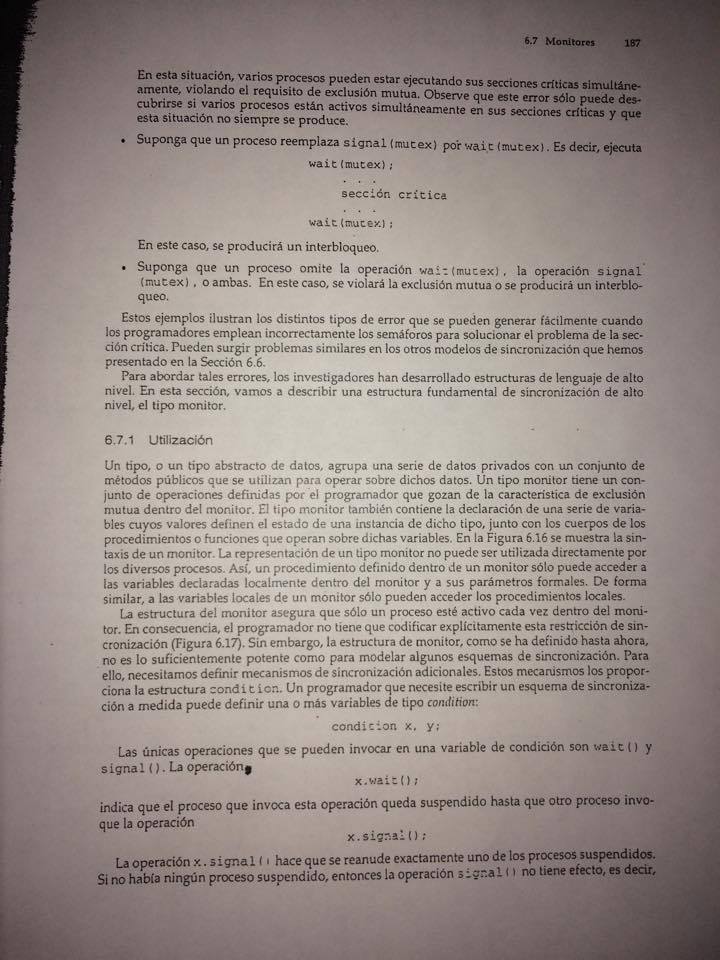 6.7 Monitores 187
En esta situación, varios procesos pueden estar ejecutando sus secciones críticas simultáne-
amente, violando el requisito de exclusión mutua. Observe que este error sólo puede des-
cubrirse si varios procesos están activos simultáneamente en sus secciones críticas y que
esta situación no siempre se produce.
• Suponga que un proceso reemplaza signal(mutex) por wait(mutex). Es decir, ejecuta
wait(mutex);
. . .
sección crítica
. . .
wait(mutex);
En este caso, se producirá un interbloqueo.
• Suponga que un proceso omite la operación wait(mutex), la operación signal
(mutex), o ambas. En este caso, se violará la exclusión mutua o se producirá un interblo-
queo.
Estos ejemplos ilustran los distintos tipos de error que se pueden generar fácilmente cuando
los programadores emplean incorrectamente los semáforos para solucionar el problema de la sec-
ción crítica. Pueden surgir problemas similares en los otros modelos de sincronización que hemos
presentado en la Sección 6.6.
Para abordar tales errores, los investigadores han desarrollado estructuras de lenguaje de alto
nivel. En esta sección, vamos a describir una estructura fundamental de sincronización de alto
nivel, el tipo monitor.
6.7.1 Utilización
Un tipo, o un tipo abstracto de datos, agrupa una serie de datos privados con un conjunto de
métodos públicos que se utilizan para operar sobre dichos datos. Un tipo monitor tiene un con-
junto de operaciones definidas por el programador que gozan de la característica de exclusión
mutua dentro del monitor. El tipo monitor también contiene la declaración de una serie de varia-
bles cuyos valores definen el estado de una instancia de dicho tipo, junto con los cuerpos de los
procedimientos o funciones que operan sobre dichas variables. En la Figura 6.16 se muestra la sin-
taxis de un monitor. La representación de un tipo monitor no puede ser utilizada directamente por
los diversos procesos. Así, un procedimiento definido dentro de un monitor sólo puede acceder a
las variables declaradas localmente dentro del monitor y a sus parámetros formales. De forma
similar, a las variables locales de un monitor sólo pueden acceder los procedimientos locales.
La estructura del monitor asegura que sólo un proceso esté activo cada vez dentro del moni-
tor. En consecuencia, el programador no tiene que codificar explícitamente esta restricción de sin-
cronización (Figura 6.17). Sin embargo, la estructura de monitor, como se ha definido hasta ahora,
no es lo suficientemente potente como para modelar algunos esquemas de sincronización. Para
ello, necesitamos definir mecanismos de sincronización adicionales. Estos mecanismos los propor-
ciona la estructura condition. Un programador que necesite escribir un esquema de sincroniza-
ción a medida puede definir una o más variables de tipo condition:
condition x, y;
Las únicas operaciones que se pueden invocar en una variable de condición son wait() y
signal(). La operación
x.wait();
indica que el proceso que invoca esta operación queda suspendido hasta que otro proceso invo-
que la operación
x.signal();
La operación x.signal() hace que se reanude exactamente uno de los procesos suspendidos.
Si no había ningún proceso suspendido, entonces la operación signal() no tiene efecto, es decir,